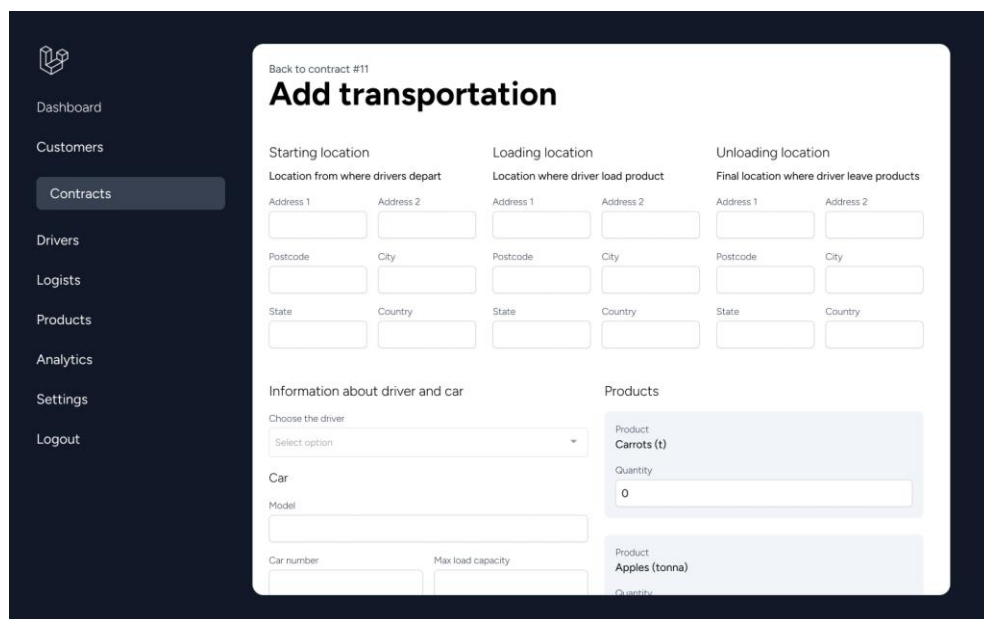 Dashboard
Customers
Contracts
Drivers
Logists
Products
Analytics
Settings
Logout
Back to contract #11
Add transportation
Starting location
Location from where drivers depart
Address 1 Address 2
Postcode City
State Country
Loading location
Location where driver load product
Address 1 Address 2
Postcode City
State Country
Unloading location
Final location where driver leave products
Address 1 Address 2
Postcode City
State Country
Information about driver and car
Choose the driver
Select option
Car
Model
Car number Max load capacity
Products
Product
Carrots (t)
Quantity
0
Product
Apples (tonna)
Quantity